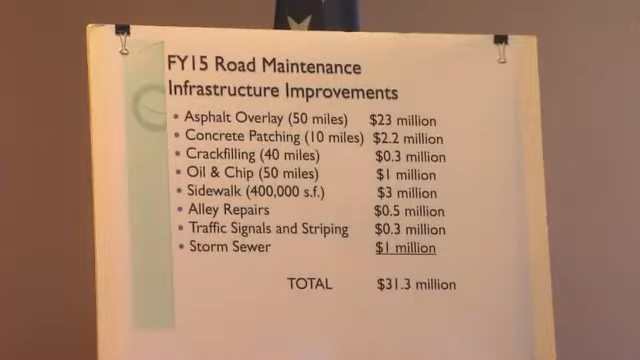 FY15 Road Maintenance
Infrastructure Improvements
• Asphalt Overlay (50 miles) $23 million
• Concrete Patching (10 miles) $2.2 million
• Crackfilling (40 miles) $0.3 million
• Oil & Chip (50 miles) $1 million
• Sidewalk (400,000 s.f.) $3 million
• Alley Repairs $0.5 million
• Traffic Signals and Striping $0.3 million
• Storm Sewer $1 million
TOTAL $31.3 million